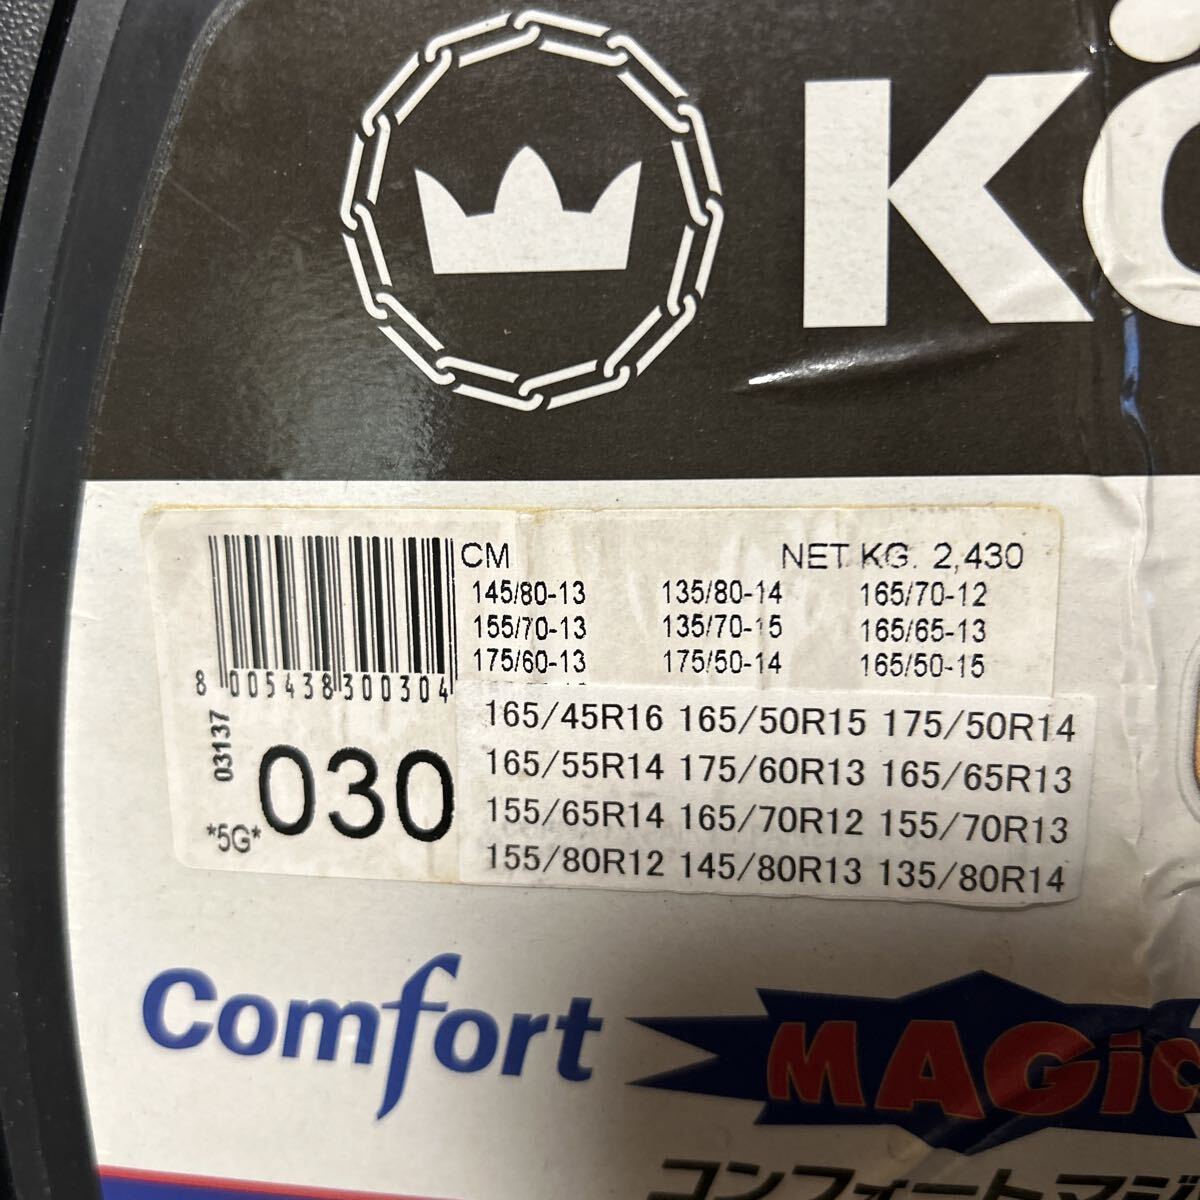 CM NET KG. 2,430
145/80-13 135/80-14 165/70-12
155/70-13 135/70-15 165/65-13
175/60-13 175/50-14 165/50-15
8 005438 300304
03137
*5G*
030
165/45R16 165/50R15 175/50R14
165/55R14 175/60R13 165/65R13
155/65R14 165/70R12 155/70R13
155/80R12 145/80R13 135/80R14
Comfort MAGic
コンフォートマジ